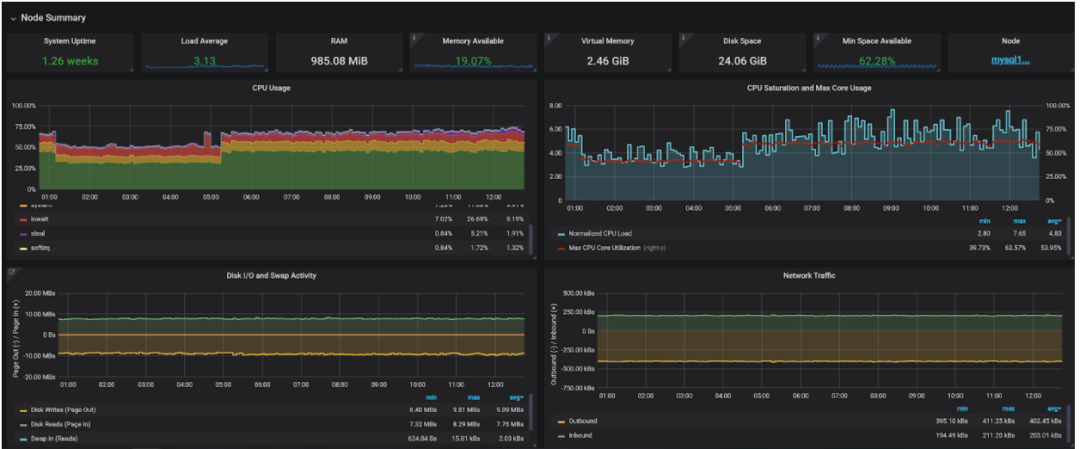 Node Summary
System Uptime
1.26 weeks
Load Average
3.13
RAM
985.08 MiB
Memory Available
19.07%
Virtual Memory
2.46 GiB
Disk Space
24.06 GiB
Min Space Available
62.28%
Node
mysql1...
CPU Usage
100.00%
75.00%
50.00%
25.00%
0%
01:00 02:00 03:00 04:00 05:00 06:00 07:00 08:00 09:00 10:00 11:00 12:00
iowait 7.02% 26.69% 9.19%
steal 0.84% 5.21% 1.91%
softirq 0.84% 1.72% 1.32%
CPU Saturation and Max Core Usage
8.00 100.00%
6.00 75.00%
4.00 50.00%
2.00 25.00%
0 0%
01:00 02:00 03:00 04:00 05:00 06:00 07:00 08:00 09:00 10:00 11:00 12:00
min max avg
Normalized CPU Load 2.80 7.65 4.83
Max CPU Core Utilization (right-y) 39.73% 63.57% 53.95%
Disk I/O and Swap Activity
Page Out (-) / Page In (+)
20.00 MBs
10.00 MBs
0 Bs
-10.00 MBs
-20.00 MBs
01:00 02:00 03:00 04:00 05:00 06:00 07:00 08:00 09:00 10:00 11:00 12:00
min max avg
Disk Writes (Page Out) 8.40 MBs 9.81 MBs 9.09 MBs
Disk Reads (Page In) 7.32 MBs 8.29 MBs 7.76 MBs
Swap In (Reads) 624.84 Bs 15.81 kBs 2.03 kBs
Network Traffic
Outbound (-) / Inbound (+)
500.00 kBs
250.00 kBs
0 Bs
-250.00 kBs
-500.00 kBs
-750.00 kBs
01:00 02:00 03:00 04:00 05:00 06:00 07:00 08:00 09:00 10:00 11:00 12:00
min max avg
Outbound 395.10 kBs 411.25 kBs 402.45 kBs
Inbound 194.49 kBs 211.20 kBs 203.01 kBs